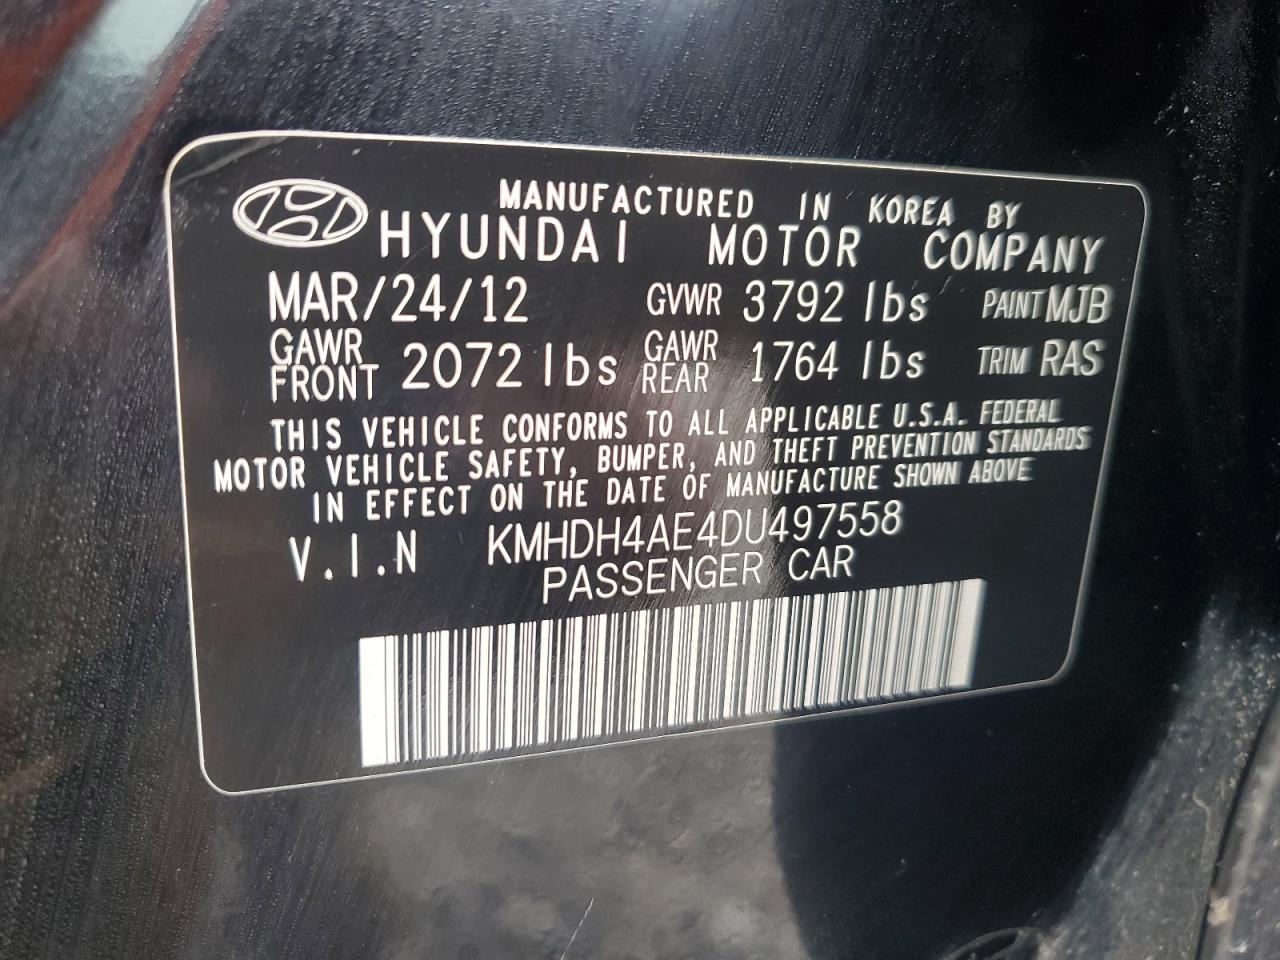 MANUFACTURED IN KOREA BY
HYUNDAI MOTOR COMPANY
MAR/24/12 GVWR 3792 lbs PAINT MJB
GAWR FRONT 2072 lbs GAWR REAR 1764 lbs TRIM RAS
THIS VEHICLE CONFORMS TO ALL APPLICABLE U.S.A. FEDERAL
MOTOR VEHICLE SAFETY, BUMPER, AND THEFT PREVENTION STANDARDS
IN EFFECT ON THE DATE OF MANUFACTURE SHOWN ABOVE
V.I.N KMHDH4AE4DU497558
PASSENGER CAR